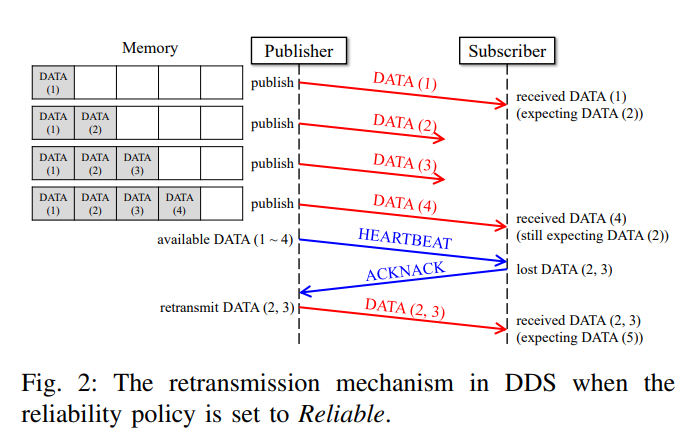 Memory
Publisher
Subscriber
DATA (1)
publish
DATA (1)
received DATA (1)
(expecting DATA (2))
DATA (1)
DATA (2)
publish
DATA (2)
DATA (1)
DATA (2)
DATA (3)
publish
DATA (3)
DATA (1)
DATA (2)
DATA (3)
DATA (4)
publish
DATA (4)
received DATA (4)
(still expecting DATA (2))
available DATA (1 ~ 4)
HEARTBEAT
ACKNACK
lost DATA (2, 3)
retransmit DATA (2, 3)
DATA (2, 3)
received DATA (2, 3)
(expecting DATA (5))
Fig. 2: The retransmission mechanism in DDS when the
reliability policy is set to Reliable.